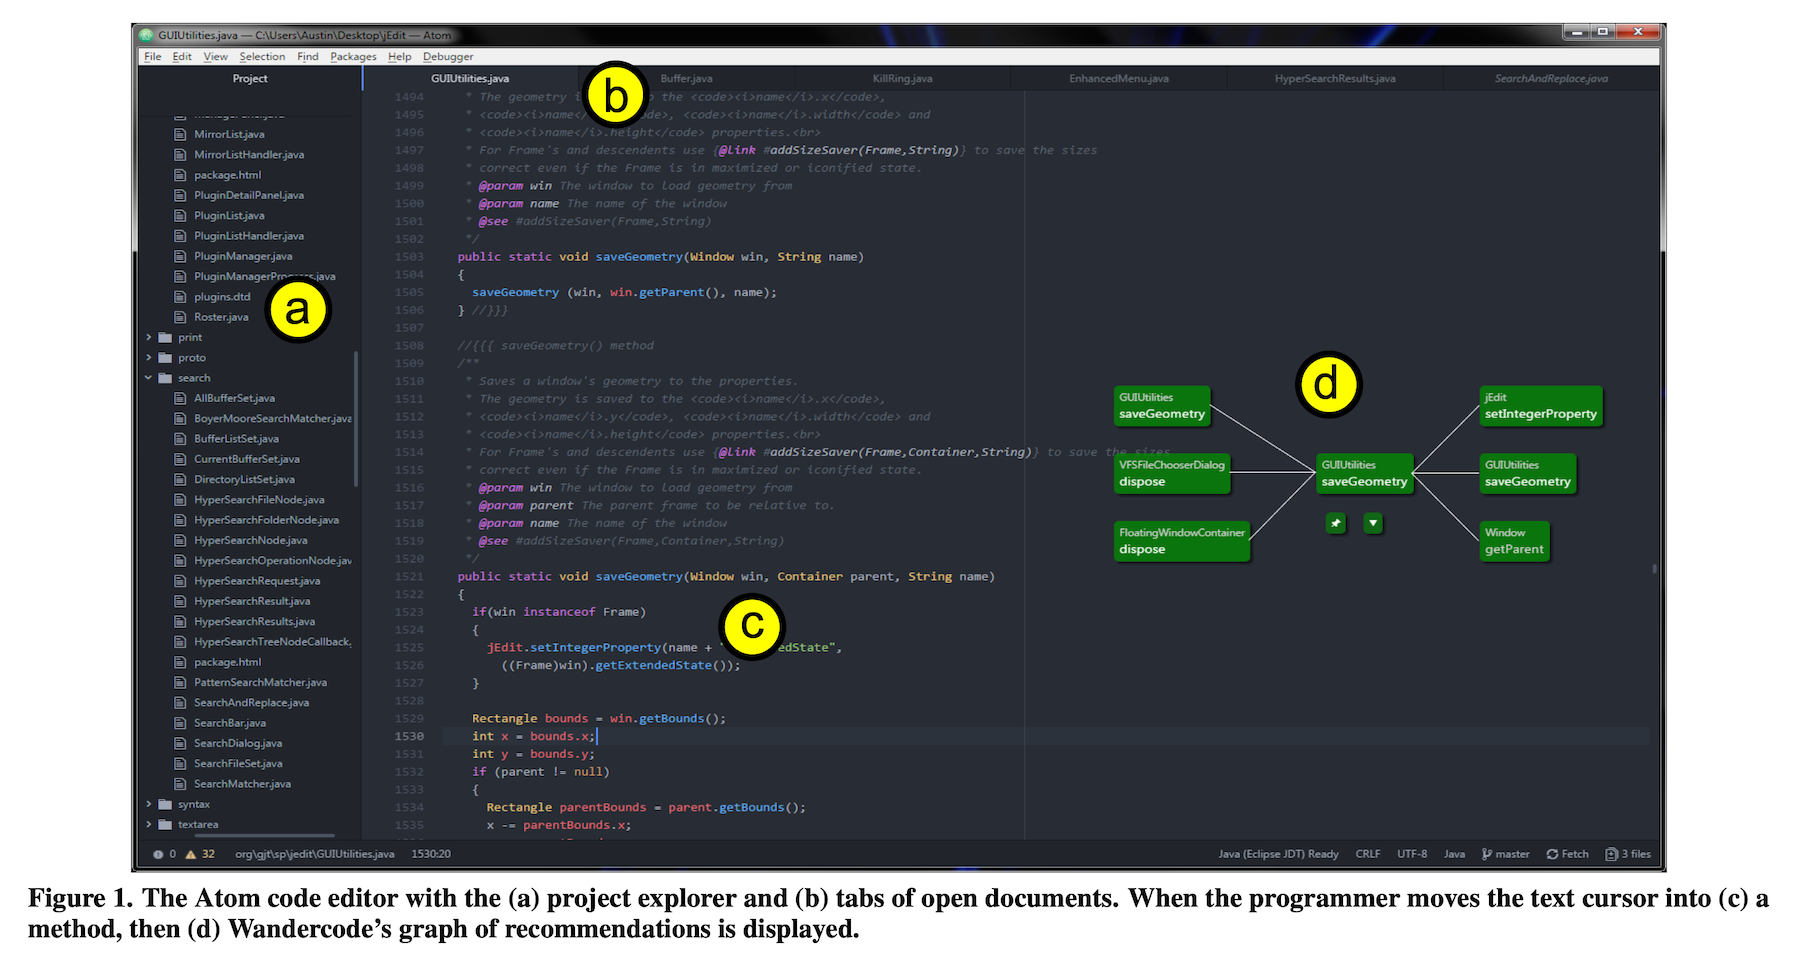 GUIUtilities.java — C:\Users\Austin\Desktop\jEdit — Atom
File Edit View Selection Find Packages Help Debugger
Project
GUIUtilities.java Buffer.java KillRing.java EnhancedMenu.java HyperSearchResults.java SearchAndReplace.java
MirrorList.java
MirrorListHandler.java
package.html
PluginDetailPanel.java
PluginList.java
PluginListHandler.java
PluginManager.java
plugins.dtd
Roster.java
print
proto
search
AllBufferSet.java
BoyerMooreSearchMatcher.java
BufferListSet.java
CurrentBufferSet.java
DirectoryListSet.java
HyperSearchFileNode.java
HyperSearchFolderNode.java
HyperSearchNode.java
HyperSearchOperationNode.jav
HyperSearchRequest.java
HyperSearchResult.java
HyperSearchResults.java
HyperSearchTreeNodeCallback.
package.html
PatternSearchMatcher.java
SearchAndReplace.java
SearchBar.java
SearchDialog.java
SearchFileSet.java
SearchMatcher.java
syntax
textarea
a
b
1494 * The geometry the <code><i>name</i>.x</code>,
1495 * <code><i>name</i> <code><i>name</i>.width</code> and
1496 * <code><i>name</i>.height</code> properties.<br>
1497 * For Frame's and descendents use {@link #addSizeSaver(Frame,String)} to save the sizes
1498 * correct even if the Frame is in maximized or iconified state.
1499 * @param win The window to load geometry from
1500 * @param name The name of the window
1501 * @see #addSizeSaver(Frame,String)
1502 */
1503 public static void saveGeometry(Window win, String name)
1504 {
1505 saveGeometry (win, win.getParent(), name);
1506 } //}}}
1507
1508 //{{{ saveGeometry() method
1509 /**
1510 * Saves a window's geometry to the properties.
1511 * The geometry is saved to the <code><i>name</i>.x</code>,
1512 * <code><i>name</i>.y</code>, <code><i>name</i>.width</code> and
1513 * <code><i>name</i>.height</code> properties.<br>
1514 * For Frame's and descendents use {@link #addSizeSaver(Frame,Container,String)} to save the sizes
1515 * correct even if the Frame is in maximized or iconified state.
1516 * @param win The window to load geometry from
1517 * @param parent The parent frame to be relative to.
1518 * @param name The name of the window
1519 * @see #addSizeSaver(Frame,Container,String)
1520 */
1521 public static void saveGeometry(Window win, Container parent, String name)
1522 {
1523 if(win instanceof Frame)
1524 {
1525 jEdit.setIntegerProperty(name + " edState",
1526 ((Frame)win).getExtendedState());
1527 }
1528
1529 Rectangle bounds = win.getBounds();
1530 int x = bounds.x;
1531 int y = bounds.y;
1532 if (parent != null)
1533 {
1534 Rectangle parentBounds = parent.getBounds();
1535 x -= parentBounds.x;
c
d
GUIUtilities
saveGeometry
VFSFileChooserDialog
dispose
FloatingWindowContainer
dispose
GUIUtilities
saveGeometry
jEdit
setIntegerProperty
GUIUtilities
saveGeometry
Window
getParent
0 32 org\gjt\sp\jedit\GUIUtilities.java 1530:20 Java (Eclipse JDT) Ready CRLF UTF-8 Java master Fetch 3 files
Figure 1. The Atom code editor with the (a) project explorer and (b) tabs of open documents. When the programmer moves the text cursor into (c) a
method, then (d) Wandercode's graph of recommendations is displayed.